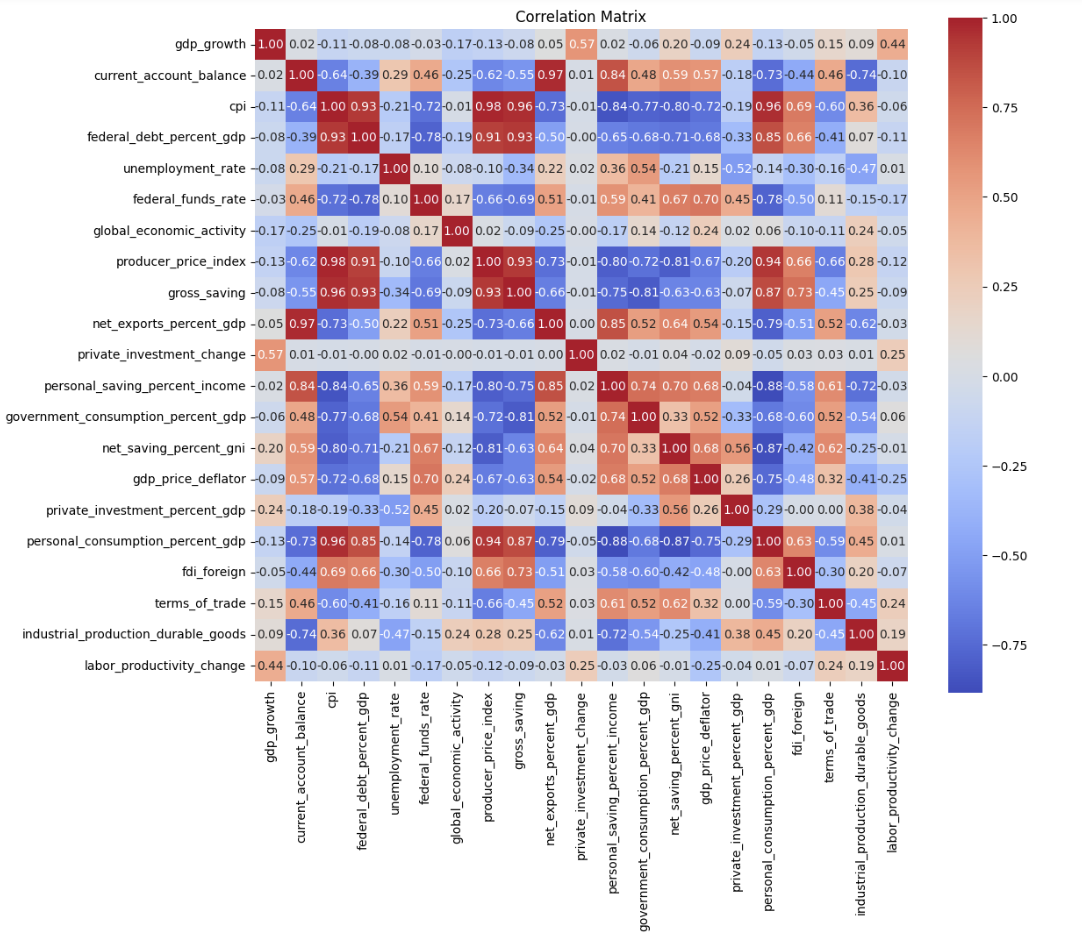 Correlation Matrix
gdp_growth 1.00 0.02 -0.11 -0.08 -0.08 -0.03 -0.17 -0.13 -0.08 0.05 0.57 0.02 -0.06 0.20 -0.09 0.24 -0.13 -0.05 0.15 0.09 0.44
current_account_balance 0.02 1.00 -0.64 -0.39 0.29 0.46 -0.25 -0.62 -0.55 0.97 0.01 0.84 0.48 0.59 0.57 -0.18 -0.73 -0.44 0.46 -0.74 -0.10
cpi -0.11 -0.64 1.00 0.93 -0.21 -0.72 -0.01 0.98 0.96 -0.73 -0.01 -0.84 -0.77 -0.80 -0.72 -0.19 0.96 0.69 -0.60 0.36 -0.06
federal_debt_percent_gdp -0.08 -0.39 0.93 1.00 -0.17 -0.78 -0.19 0.91 0.93 -0.50 -0.00 -0.65 -0.68 -0.71 -0.68 -0.33 0.85 0.66 -0.41 0.07 -0.11
unemployment_rate -0.08 0.29 -0.21 -0.17 1.00 0.10 -0.08 -0.10 -0.34 0.22 0.02 0.36 0.54 -0.21 0.15 -0.52 -0.14 -0.30 -0.16 -0.47 0.01
federal_funds_rate -0.03 0.46 -0.72 -0.78 0.10 1.00 0.17 -0.66 -0.69 0.51 -0.01 0.59 0.41 0.67 0.70 0.45 -0.78 -0.50 0.11 -0.15 -0.17
global_economic_activity -0.17 -0.25 -0.01 -0.19 -0.08 0.17 1.00 0.02 -0.09 -0.25 -0.00 -0.17 0.14 -0.12 0.24 0.02 0.06 -0.10 -0.11 0.24 -0.05
producer_price_index -0.13 -0.62 0.98 0.91 -0.10 -0.66 0.02 1.00 0.93 -0.73 -0.01 -0.80 -0.72 -0.81 -0.67 -0.20 0.94 0.66 -0.66 0.28 -0.12
gross_saving -0.08 -0.55 0.96 0.93 -0.34 -0.69 -0.09 0.93 1.00 -0.66 -0.01 -0.75 -0.81 -0.63 -0.63 -0.07 0.87 0.73 -0.45 0.25 -0.09
net_exports_percent_gdp 0.05 0.97 -0.73 -0.50 0.22 0.51 -0.25 -0.73 -0.66 1.00 0.00 0.85 0.52 0.64 0.54 -0.15 -0.79 -0.51 0.52 -0.62 -0.03
private_investment_change 0.57 0.01 -0.01 -0.00 0.02 -0.01 -0.00 -0.01 -0.01 0.00 1.00 0.02 -0.01 0.04 -0.02 0.09 -0.05 0.03 0.03 0.01 0.25
personal_saving_percent_income 0.02 0.84 -0.84 -0.65 0.36 0.59 -0.17 -0.80 -0.75 0.85 0.02 1.00 0.74 0.70 0.68 -0.04 -0.88 -0.58 0.61 -0.72 -0.03
government_consumption_percent_gdp -0.06 0.48 -0.77 -0.68 0.54 0.41 0.14 -0.72 -0.81 0.52 -0.01 0.74 1.00 0.33 0.52 -0.33 -0.68 -0.60 0.52 -0.54 0.06
net_saving_percent_gni 0.20 0.59 -0.80 -0.71 -0.21 0.67 -0.12 -0.81 -0.63 0.64 0.04 0.70 0.33 1.00 0.68 0.56 -0.87 -0.42 0.62 -0.25 -0.01
gdp_price_deflator -0.09 0.57 -0.72 -0.68 0.15 0.70 0.24 -0.67 -0.63 0.54 -0.02 0.68 0.52 0.68 1.00 0.26 -0.75 -0.48 0.32 -0.41 -0.25
private_investment_percent_gdp 0.24 -0.18 -0.19 -0.33 -0.52 0.45 0.02 -0.20 -0.07 -0.15 0.09 -0.04 -0.33 0.56 0.26 1.00 -0.29 -0.00 0.00 0.38 -0.04
personal_consumption_percent_gdp -0.13 -0.73 0.96 0.85 -0.14 -0.78 0.06 0.94 0.87 -0.79 -0.05 -0.88 -0.68 -0.87 -0.75 -0.29 1.00 0.63 -0.59 0.45 0.01
fdi_foreign -0.05 -0.44 0.69 0.66 -0.30 -0.50 -0.10 0.66 0.73 -0.51 0.03 -0.58 -0.60 -0.42 -0.48 -0.00 0.63 1.00 -0.30 0.20 -0.07
terms_of_trade 0.15 0.46 -0.60 -0.41 -0.16 0.11 -0.11 -0.66 -0.45 0.52 0.03 0.61 0.52 0.62 0.32 0.00 -0.59 -0.30 1.00 -0.45 0.24
industrial_production_durable_goods 0.09 -0.74 0.36 0.07 -0.47 -0.15 0.24 0.28 0.25 -0.62 0.01 -0.72 -0.54 -0.25 -0.41 0.38 0.45 0.20 -0.45 1.00 0.19
labor_productivity_change 0.44 -0.10 -0.06 -0.11 0.01 -0.17 -0.05 -0.12 -0.09 -0.03 0.25 -0.03 0.06 -0.01 -0.25 -0.04 0.01 -0.07 0.24 0.19 1.00
gdp_growth
current_account_balance
cpi
federal_debt_percent_gdp
unemployment_rate
federal_funds_rate
global_economic_activity
producer_price_index
gross_saving
net_exports_percent_gdp
private_investment_change
personal_saving_percent_income
government_consumption_percent_gdp
net_saving_percent_gni
gdp_price_deflator
private_investment_percent_gdp
personal_consumption_percent_gdp
fdi_foreign
terms_of_trade
industrial_production_durable_goods
labor_productivity_change
1.00
0.75
0.50
0.25
0.00
−0.25
−0.50
−0.75